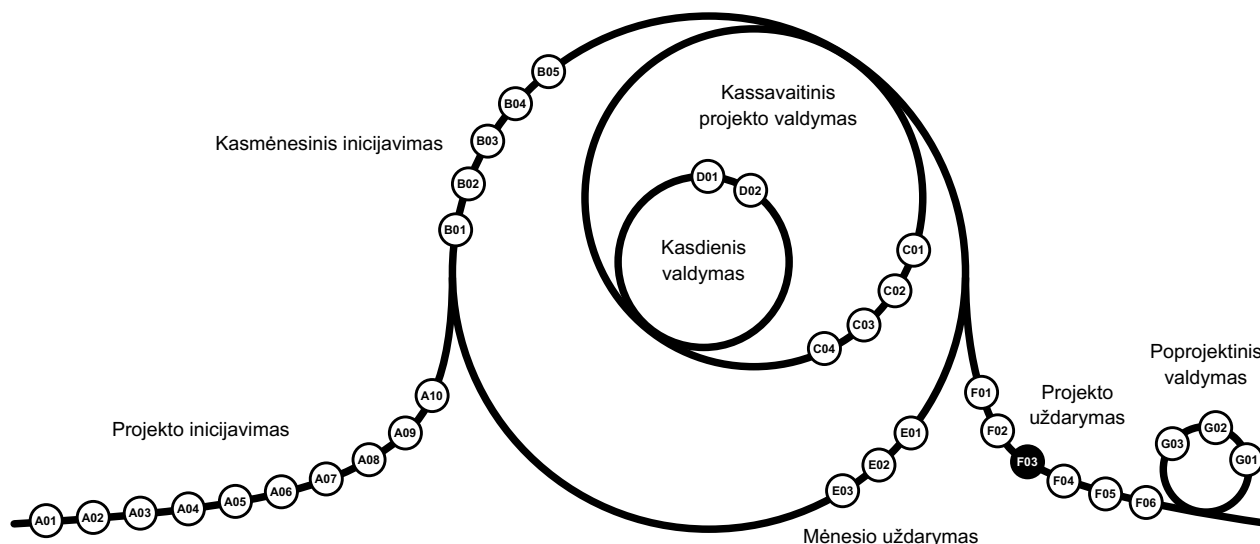 B05
B04
B03
B02
B01
Kasmėnesinis inicijavimas
Kassavaitinis
projekto valdymas
D01
D02
Kasdienis
valdymas
C01
C02
C03
C04
Projekto inicijavimas
A01
A02
A03
A04
A05
A06
A07
A08
A09
A10
E01
E02
E03
Mėnesio uždarymas
Projekto
uždarymas
F01
F02
F03
F04
F05
F06
Poprojektinis
valdymas
G03
G02
G01